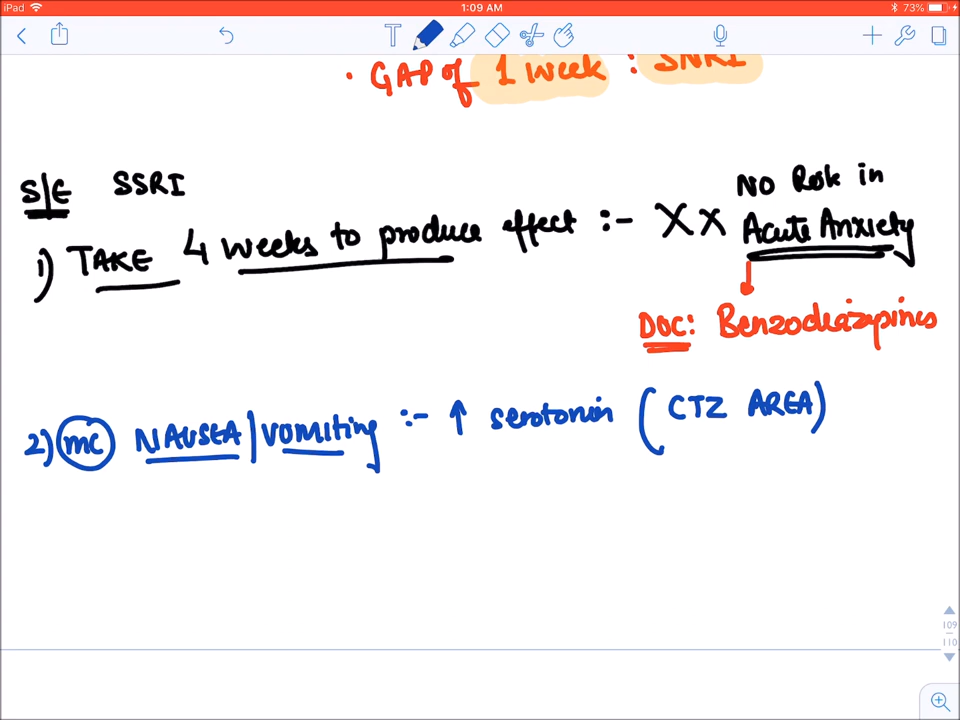 iPad 1:09 AM 73%
T
• GAP of 1 week : SNRI
S/E SSRI
NO Rosk in
1) TAKE 4 weeks to produce effect :- XX Acute Anxiety
DOC: Benzodiazepines
2) mc NAUSEA/vomiting :- ↑ serotonin (CTZ AREA)
109
110